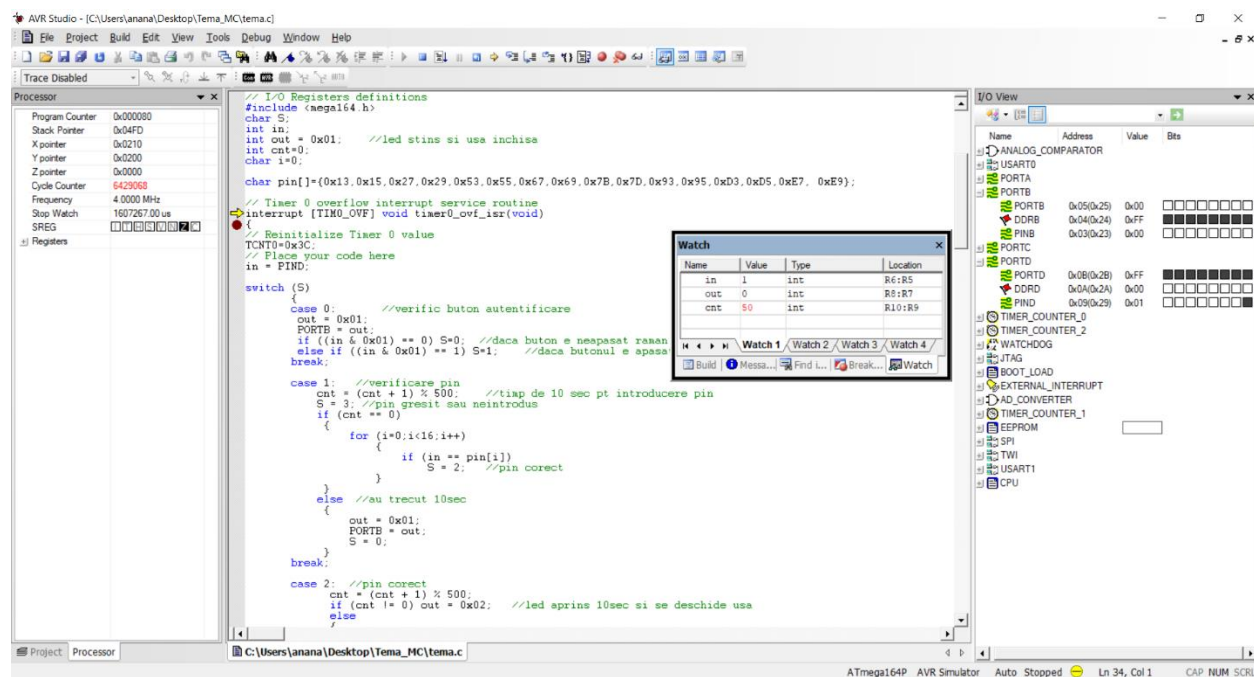 AVR Studio - [C:\Users\anana\Desktop\Tema_MC\tema.c]
File Project Build Edit View Tools Debug Window Help
Trace Disabled
Processor
Program Counter 0x000080
Stack Pointer 0x04FD
X pointer 0x0210
Y pointer 0x0200
Z pointer 0x0000
Cycle Counter 6429068
Frequency 4.0000 MHz
Stop Watch 1607267.00 us
SREG I T H S V N Z C
Registers
Project Processor
// I/O Registers definitions
#include <mega164.h>
char S;
int in;
int out = 0x01; //led stins si usa inchisa
int cnt=0;
char i=0;
char pin[]={0x13,0x15,0x27,0x29,0x53,0x55,0x67,0x69,0x7B,0x7D,0x93,0x95,0xD3,0xD5,0xE7, 0xE9};
// Timer 0 overflow interrupt service routine
interrupt [TIM0_OVF] void timer0_ovf_isr(void)
{
// Reinitialize Timer 0 value
TCNT0=0x3C;
// Place your code here
in = PIND;
switch (S)
{
case 0: //verific buton autentificare
out = 0x01;
PORTB = out;
if ((in & 0x01) == 0) S=0; //daca buton e neapasat raman
else if ((in & 0x01) == 1) S=1; //daca butonul e apasa
break;
case 1: //verificare pin
cnt = (cnt + 1) % 500; //timp de 10 sec pt introducere pin
S = 3; //pin gresit sau neintrodus
if (cnt == 0)
{
for (i=0;i<16;i++)
{
if (in == pin[i])
S = 2; //pin corect
}
}
else //au trecut 10sec
{
out = 0x01;
PORTB = out;
S = 0;
}
break;
case 2: //pin corect
cnt = (cnt + 1) % 500;
if (cnt != 0) out = 0x02; //led aprins 10sec si se deschide usa
else
{
C:\Users\anana\Desktop\Tema_MC\tema.c
Watch
Name Value Type Location
in 1 int R6:R5
out 0 int R8:R7
cnt 50 int R10:R9
Watch 1 Watch 2 Watch 3 Watch 4
Build Messa... Find i... Break... Watch
I/O View
Name Address Value Bits
ANALOG_COMPARATOR
USART0
PORTA
PORTB
PORTB 0x05(0x25) 0x00
DDRB 0x04(0x24) 0xFF
PINB 0x03(0x23) 0x00
PORTC
PORTD
PORTD 0x0B(0x2B) 0xFF
DDRD 0x0A(0x2A) 0x00
PIND 0x09(0x29) 0x01
TIMER_COUNTER_0
TIMER_COUNTER_2
WATCHDOG
JTAG
BOOT_LOAD
EXTERNAL_INTERRUPT
AD_CONVERTER
TIMER_COUNTER_1
EEPROM
SPI
TWI
USART1
CPU
ATmega164P AVR Simulator Auto Stopped Ln 34, Col 1 CAP NUM SCRL